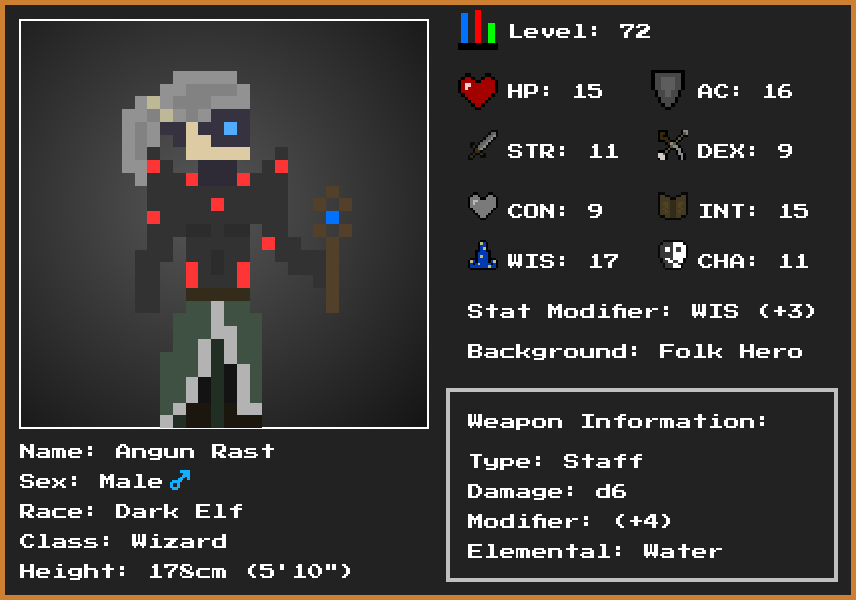 Level: 72
HP: 15 AC: 16
STR: 11 DEX: 9
CON: 9 INT: 15
WIS: 17 CHA: 11
Stat Modifier: WIS (+3)
Background: Folk Hero
Weapon Information:
Type: Staff
Damage: d6
Modifier: (+4)
Elemental: Water
Name: Angun Rast
Sex: Male ♂
Race: Dark Elf
Class: Wizard
Height: 178cm (5'10")